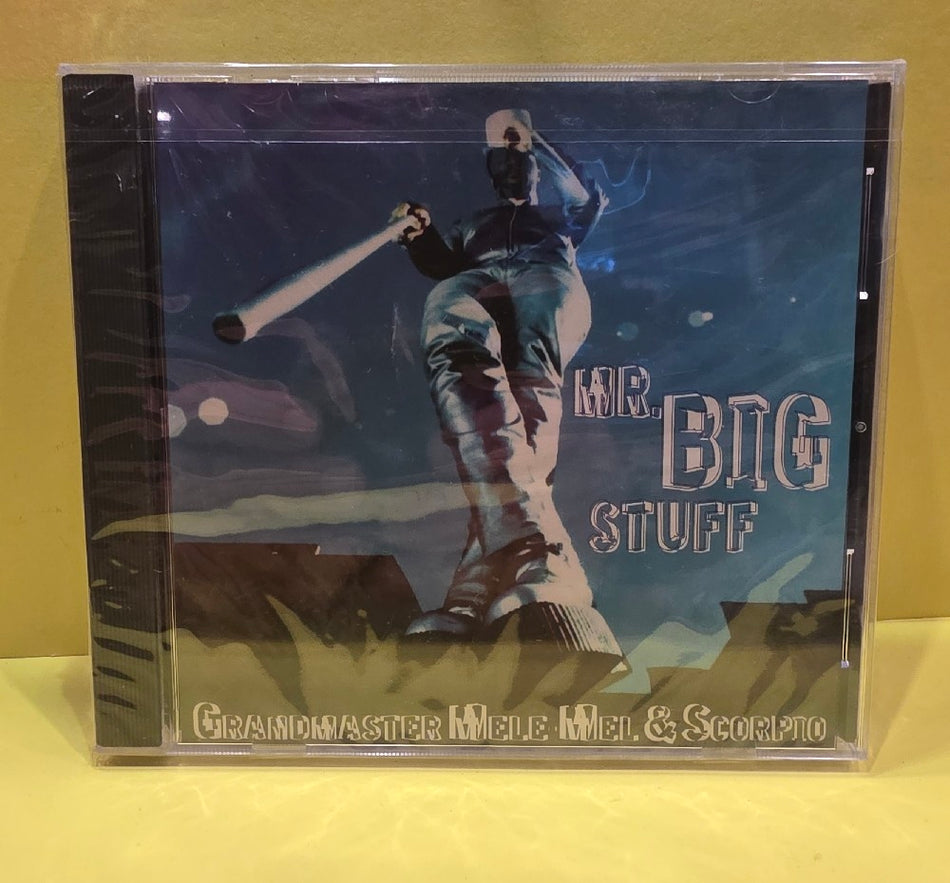 MR. BIG
STUFF
GRANDMASTER MELE-MEL & SCORPIO